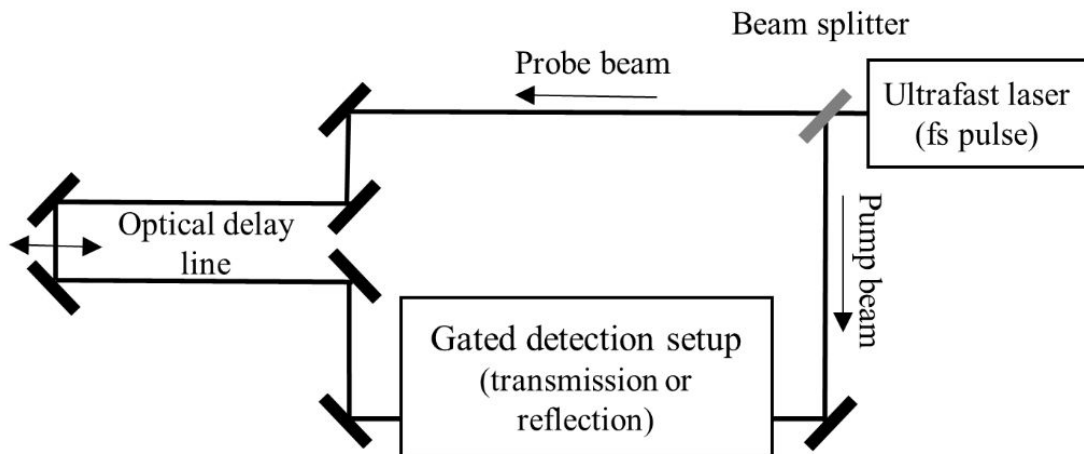 Beam splitter
Probe beam
Ultrafast laser
(fs pulse)
Optical delay
line
Pump beam
Gated detection setup
(transmission or
reflection)